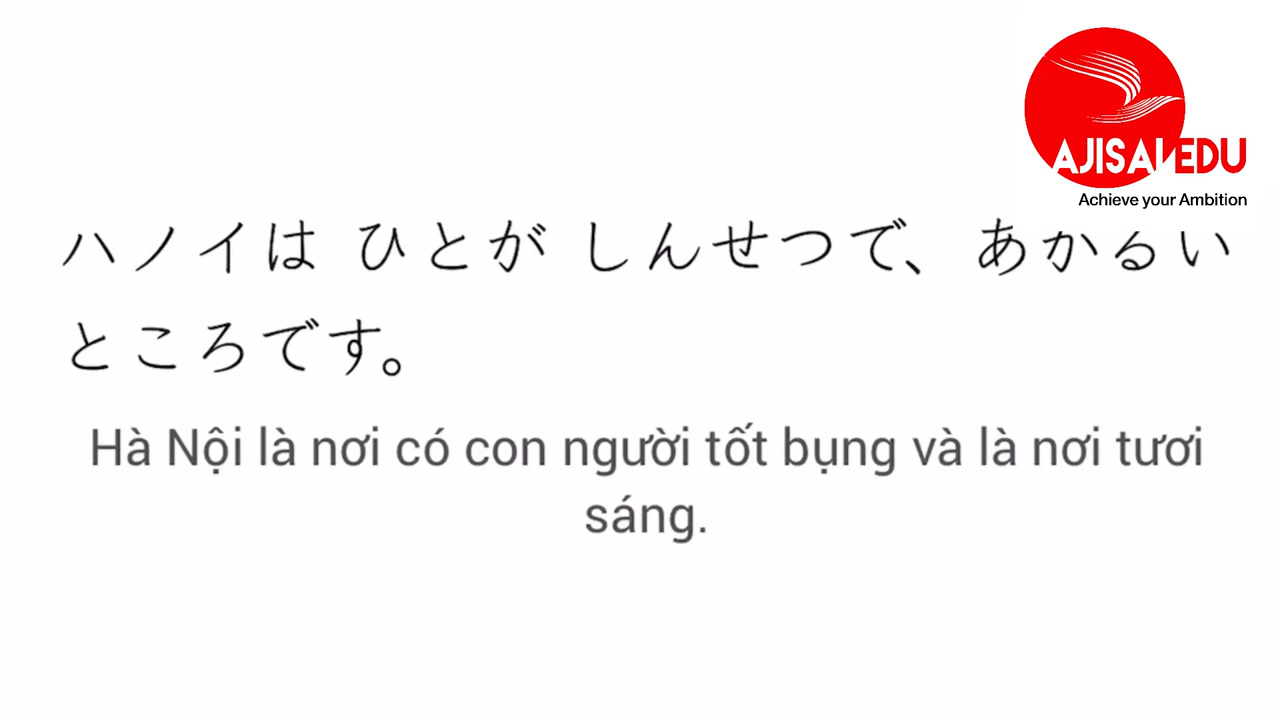 AJISAI EDU
Achieve your Ambition
ハノイは ひとが しんせつで、 あかるい
ところです。
Hà Nội là nơi có con người tốt bụng và là nơi tươi
sáng.